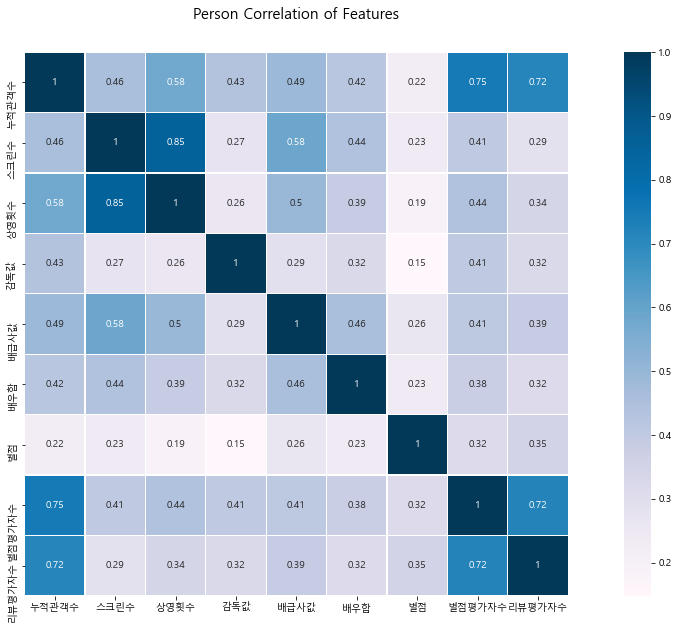 Person Correlation of Features
누적관객수 1 0.46 0.58 0.43 0.49 0.42 0.22 0.75 0.72
스크린수 0.46 1 0.85 0.27 0.58 0.44 0.23 0.41 0.29
상영횟수 0.58 0.85 1 0.26 0.5 0.39 0.19 0.44 0.34
감독값 0.43 0.27 0.26 1 0.29 0.32 0.15 0.41 0.32
배급사값 0.49 0.58 0.5 0.29 1 0.46 0.26 0.41 0.39
배우합 0.42 0.44 0.39 0.32 0.46 1 0.23 0.38 0.32
별점 0.22 0.23 0.19 0.15 0.26 0.23 1 0.32 0.35
별점평가자수 0.75 0.41 0.44 0.41 0.41 0.38 0.32 1 0.72
리뷰평가자수 0.72 0.29 0.34 0.32 0.39 0.32 0.35 0.72 1
누적관객수 스크린수 상영횟수 감독값 배급사값 배우합 별점 별점평가자수 리뷰평가자수
1.0
0.9
0.8
0.7
0.6
0.5
0.4
0.3
0.2